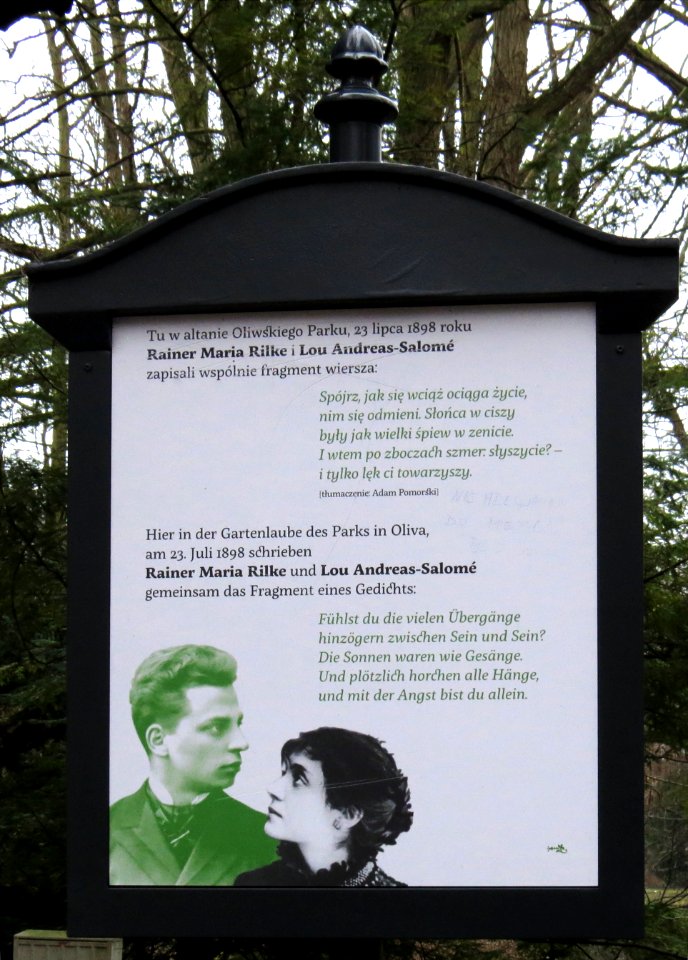 Tu w altanie Oliwskiego Parku, 23 lipca 1898 roku
Rainer Maria Rilke i Lou Andreas-Salomé
zapisali wspólnie fragment wiersza:
Spójrz, jak się wciąż ociąga życie,
nim się odmieni. Słońca w ciszy
były jak wielki śpiew w zenicie.
I wtem po zboczach szmer: słyszycie? –
i tylko lęk ci towarzyszy.
[tłumaczenie: Adam Pomorski]
Hier in der Gartenlaube des Parks in Oliva,
am 23. Juli 1898 schrieben
Rainer Maria Rilke und Lou Andreas-Salomé
gemeinsam das Fragment eines Gedichts:
Fühlst du die vielen Übergänge
hinzögern zwischen Sein und Sein?
Die Sonnen waren wie Gesänge.
Und plötzlich horchen alle Hänge,
und mit der Angst bist du allein.